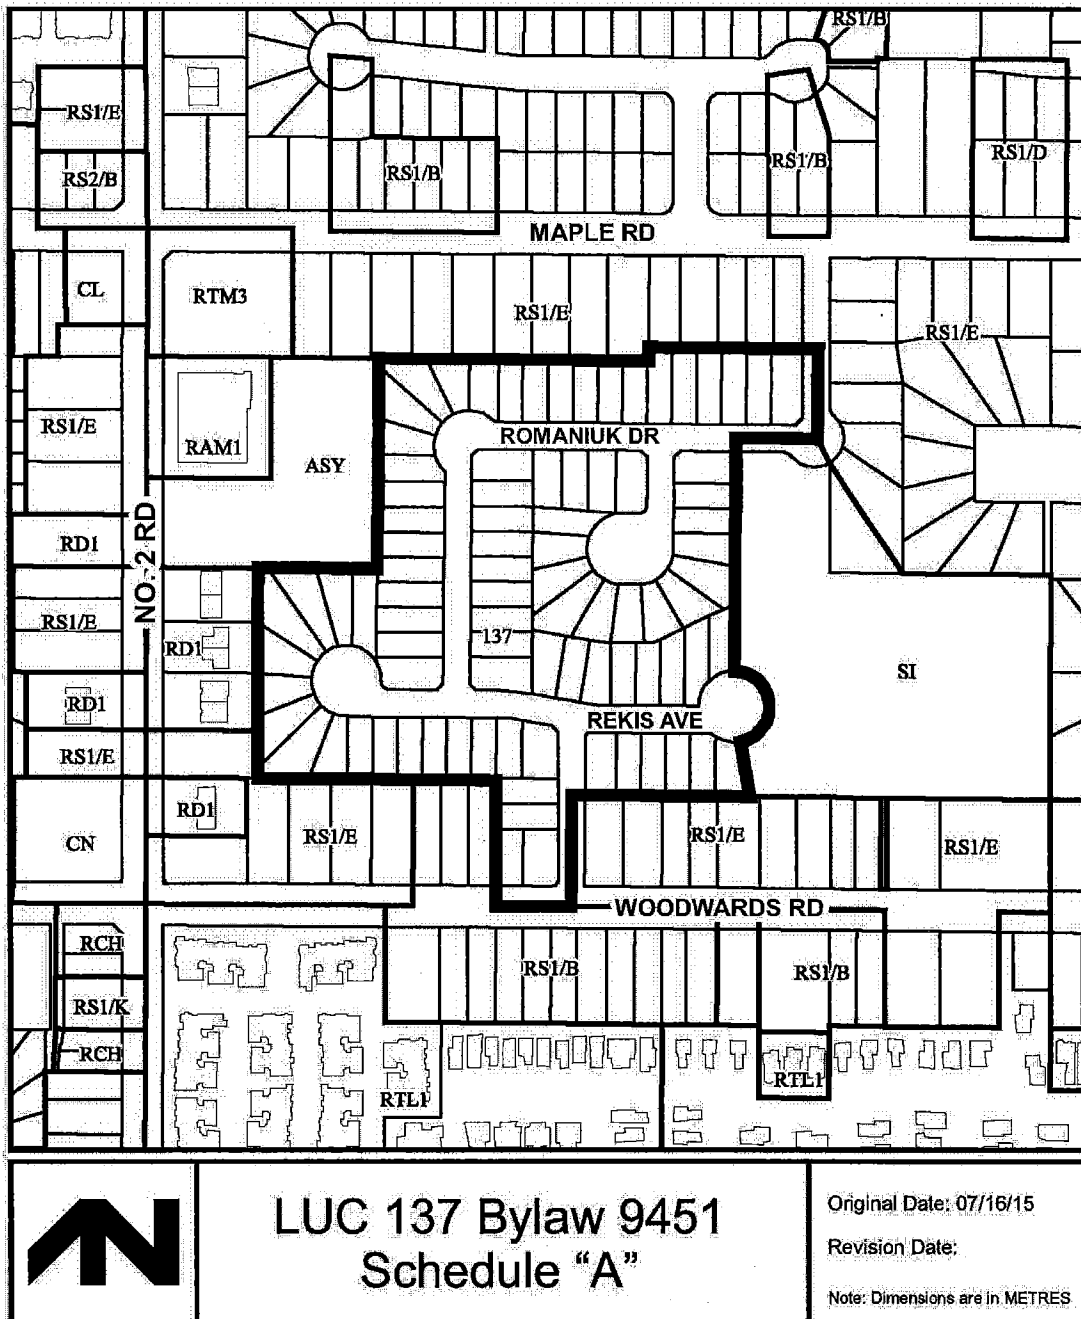 RS1/B
RS1/E
RS2/B
RS1/B
RS1/B
RS1/D
MAPLE RD
CL
RTM3
RS1/E
RS1/E
RS1/E
RAM1
ASY
ROMANIUK DR
NO. 2 RD
RD1
RS1/E
RD1
137
SI
RD1
REKIS AVE
RS1/E
CN
RD1
RS1/E
RS1/E
RS1/E
WOODWARDS RD
RCH
RS1/B
RS1/B
RS1/K
RCH
RTL1
RTL1
LUC 137 Bylaw 9451
Schedule "A"
Original Date: 07/16/15
Revision Date:
Note: Dimensions are in METRES